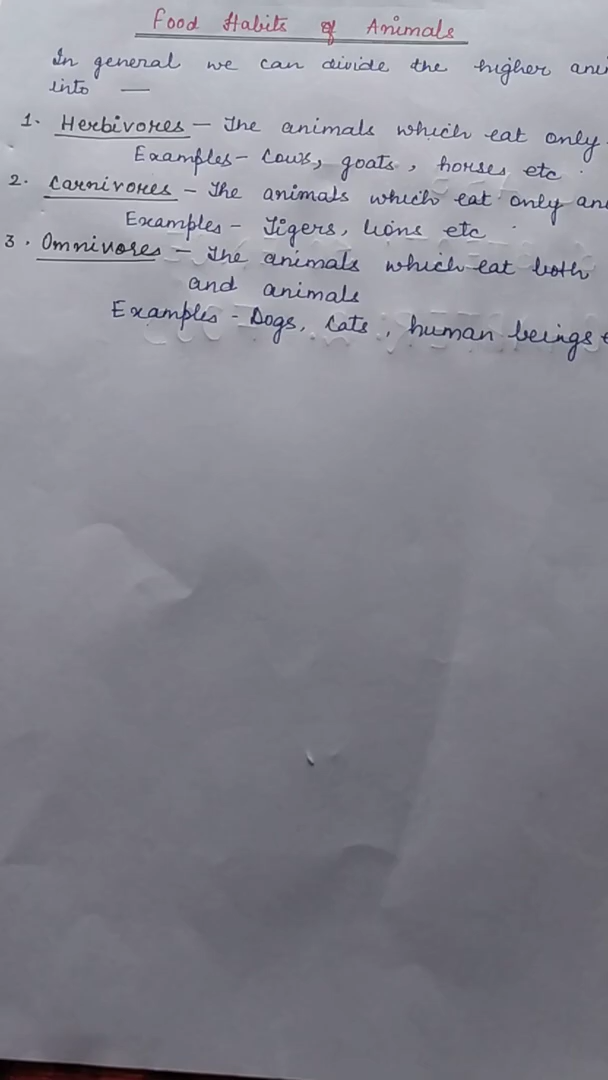 Food Habits of Animals
In general we can divide the higher
into —
1. Herbivores – The animals which eat only
Examples – Cows, goats, horses etc.
2. Carnivores – The animals which eat only
Examples – Tigers, lions etc.
3. Omnivores – The animals which eat both
and animals
Examples – Dogs, Cats, human beings